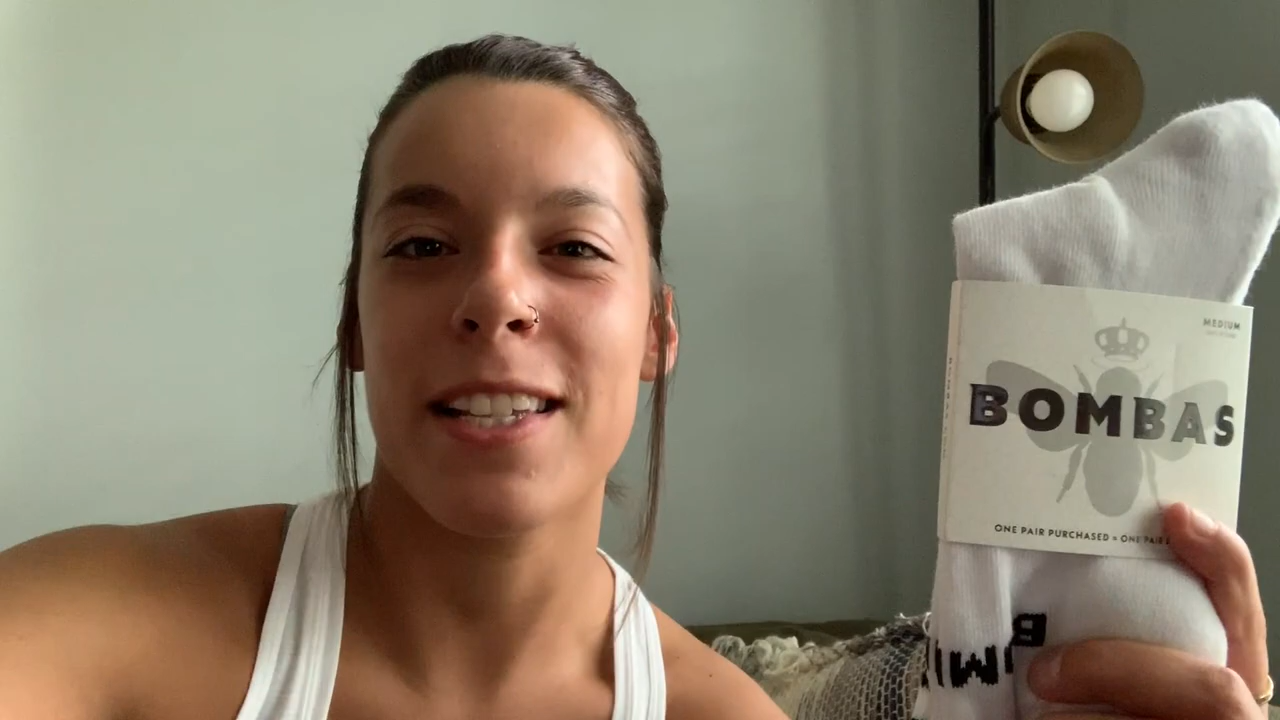 MEDIUM
BOMBAS
ONE PAIR PURCHASED = ONE PAIR